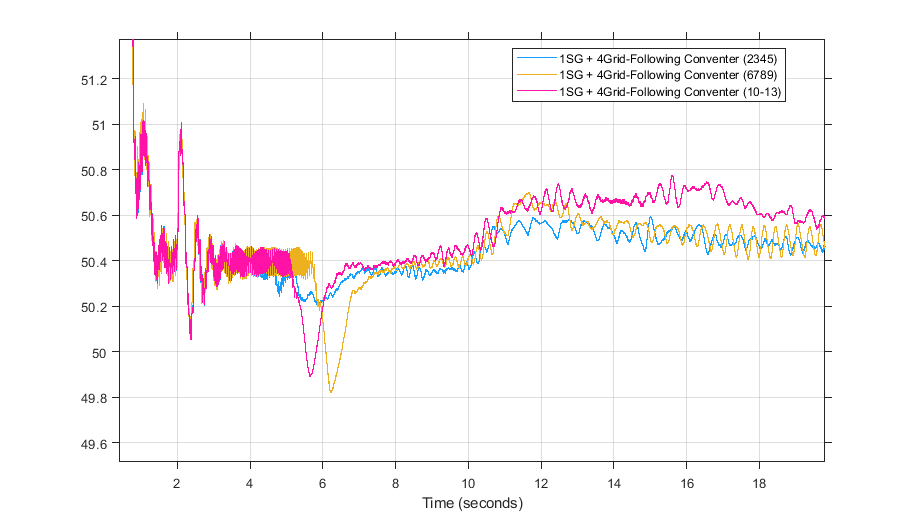 1SG + 4Grid-Following Conventer (2345)
1SG + 4Grid-Following Conventer (6789)
1SG + 4Grid-Following Conventer (10-13)
51.2
51
50.8
50.6
50.4
50.2
50
49.8
49.6
2 4 6 8 10 12 14 16 18
Time (seconds)